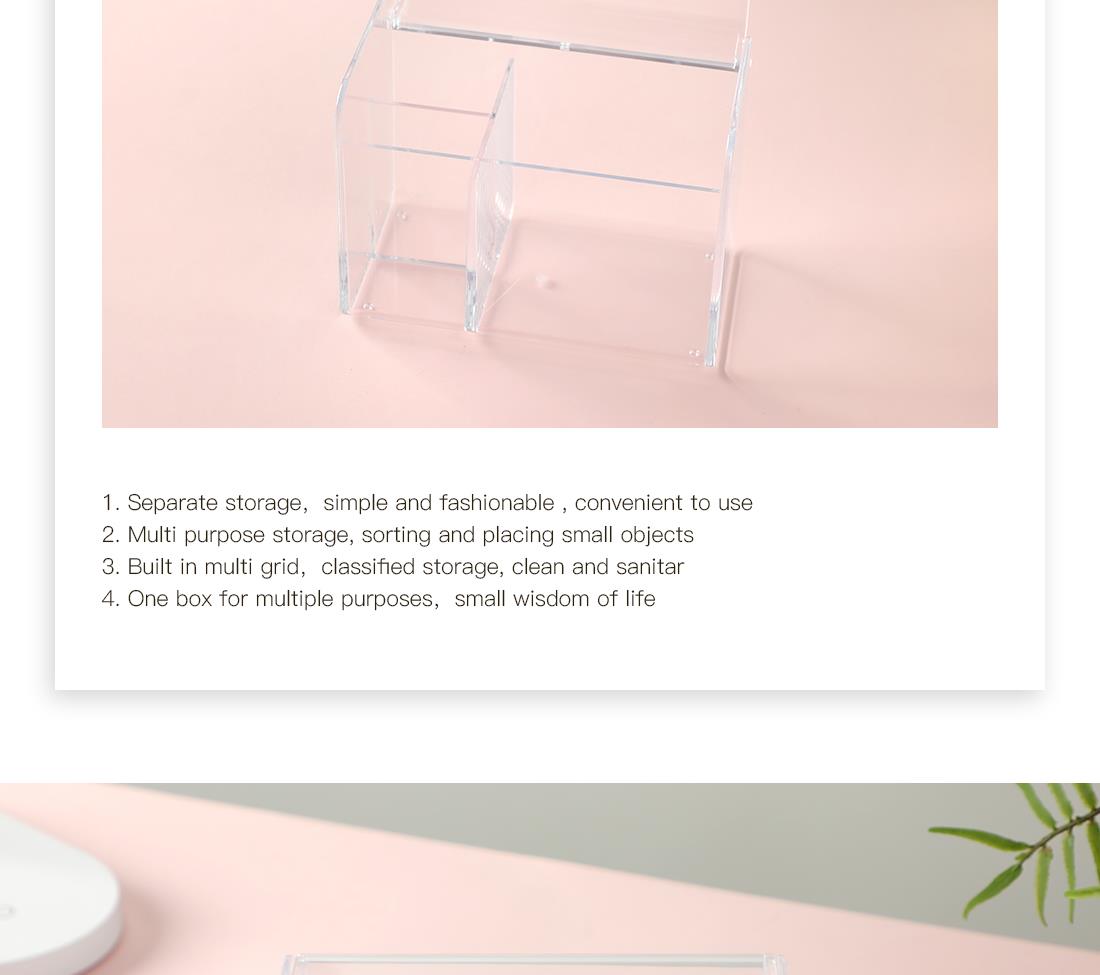 1. Separate storage， simple and fashionable , convenient to use
2. Multi purpose storage, sorting and placing small objects
3. Built in multi grid， classified storage, clean and sanitar
4. One box for multiple purposes， small wisdom of life